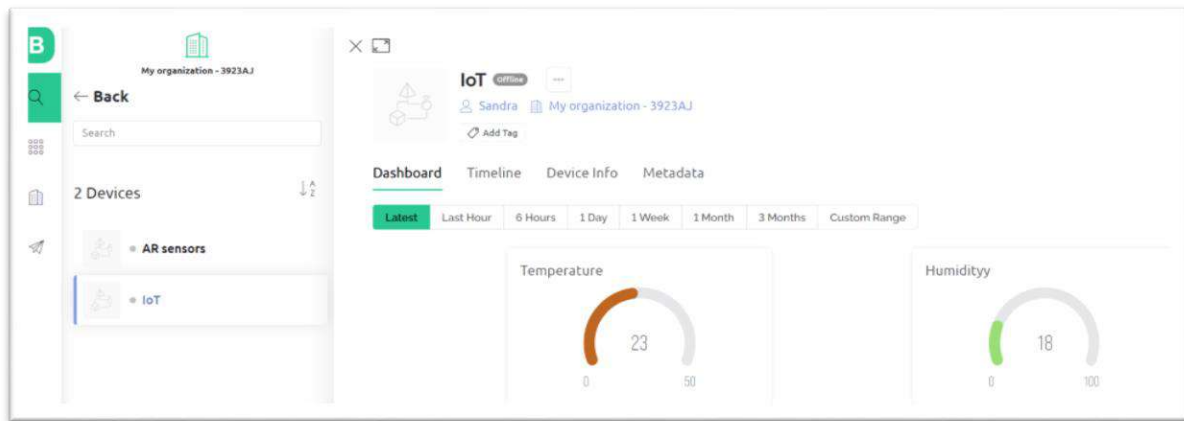 B
My organization - 3923AJ
← Back
Search
2 Devices
A
Z
AR sensors
IoT
IoT Offline ...
Sandra My organization - 3923AJ
Add Tag
Dashboard Timeline Device Info Metadata
Latest Last Hour 6 Hours 1 Day 1 Week 1 Month 3 Months Custom Range
Temperature
23
0 50
Humidityy
18
0 100